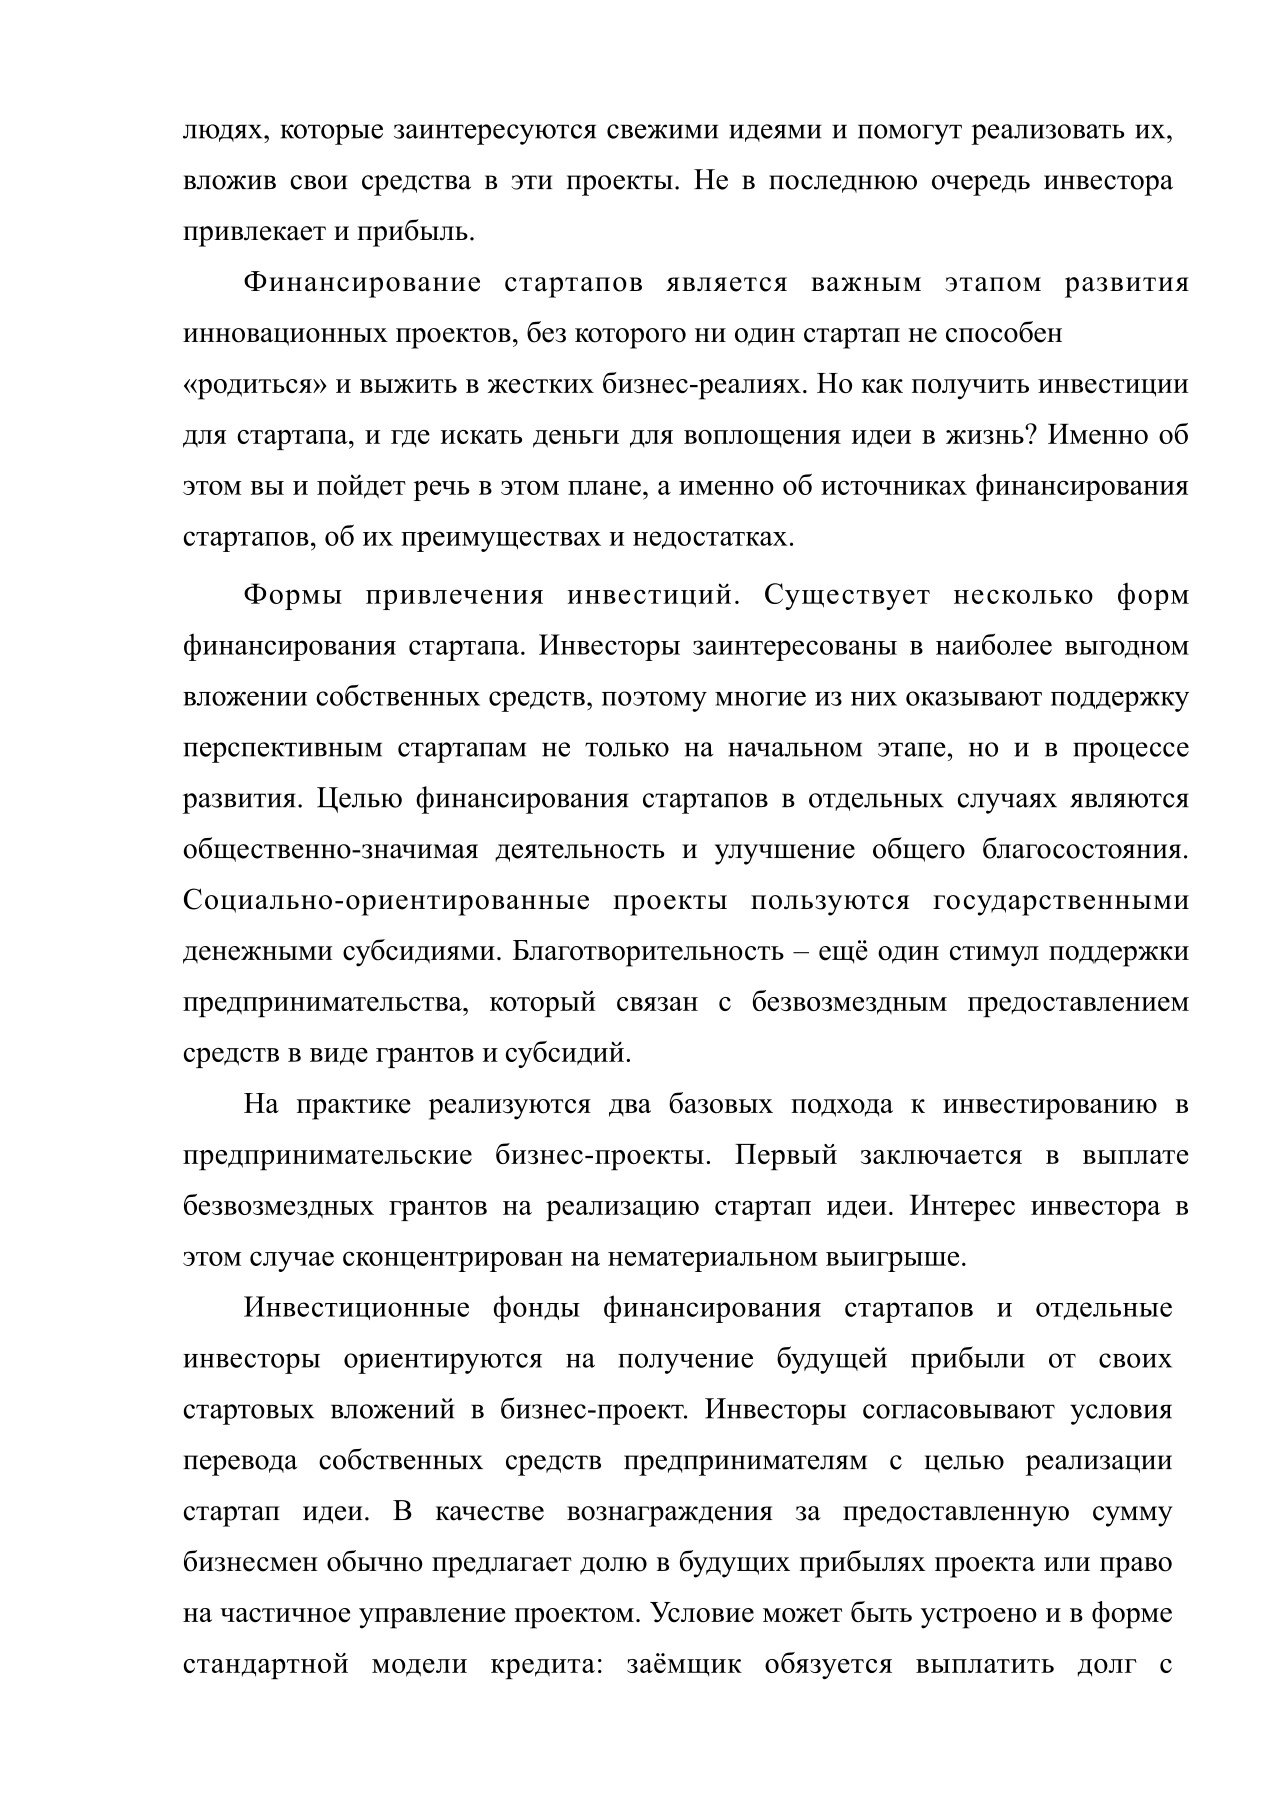 людях, которые заинтересуются свежими идеями и помогут реализовать их,
вложив свои средства в эти проекты. Не в последнюю очередь инвестора
привлекает и прибыль.
Финансирование стартапов является важным этапом развития
инновационных проектов, без которого ни один стартап не способен
«родиться» и выжить в жестких бизнес-реалиях. Но как получить инвестиции
для стартапа, и где искать деньги для воплощения идеи в жизнь? Именно об
этом вы и пойдет речь в этом плане, а именно об источниках финансирования
стартапов, об их преимуществах и недостатках.
Формы привлечения инвестиций. Существует несколько форм
финансирования стартапа. Инвесторы заинтересованы в наиболее выгодном
вложении собственных средств, поэтому многие из них оказывают поддержку
перспективным стартапам не только на начальном этапе, но и в процессе
развития. Целью финансирования стартапов в отдельных случаях являются
общественно-значимая деятельность и улучшение общего благосостояния.
Социально-ориентированные проекты пользуются государственными
денежными субсидиями. Благотворительность – ещё один стимул поддержки
предпринимательства, который связан с безвозмездным предоставлением
средств в виде грантов и субсидий.
На практике реализуются два базовых подхода к инвестированию в
предпринимательские бизнес-проекты. Первый заключается в выплате
безвозмездных грантов на реализацию стартап идеи. Интерес инвестора в
этом случае сконцентрирован на нематериальном выигрыше.
Инвестиционные фонды финансирования стартапов и отдельные
инвесторы ориентируются на получение будущей прибыли от своих
стартовых вложений в бизнес-проект. Инвесторы согласовывают условия
перевода собственных средств предпринимателям с целью реализации
стартап идеи. В качестве вознаграждения за предоставленную сумму
бизнесмен обычно предлагает долю в будущих прибылях проекта или право
на частичное управление проектом. Условие может быть устроено и в форме
стандартной модели кредита: заёмщик обязуется выплатить долг с